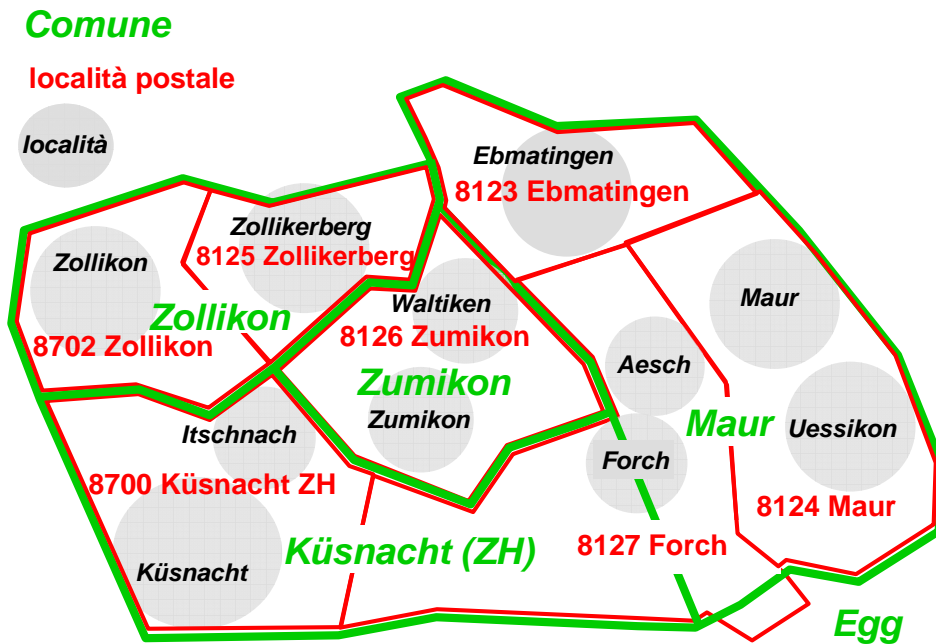 Comune
località postale
località
Ebmatingen
8123 Ebmatingen
Zollikerberg
8125 Zollikerberg
Zollikon
Zollikon
8702 Zollikon
Waltiken
8126 Zumikon
Zumikon
Zumikon
Maur
Aesch
Maur
Uessikon
Itschnach
Forch
8700 Küsnacht ZH
8124 Maur
Küsnacht (ZH)
8127 Forch
Küsnacht
Egg